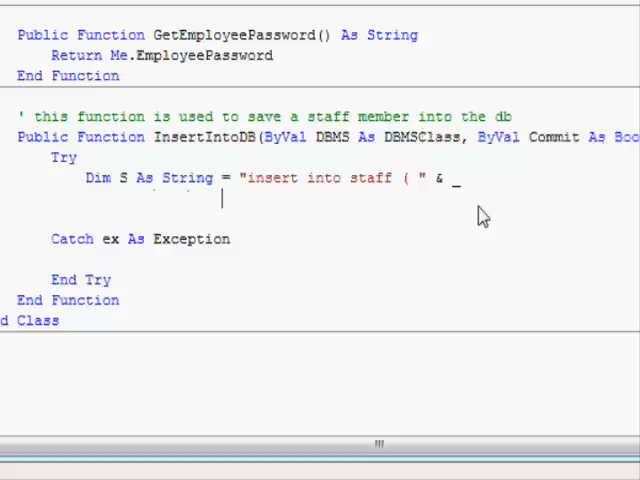 Public Function GetEmployeePassword() As String
Return Me.EmployeePassword
End Function
' this function is used to save a staff member into the db
Public Function InsertIntoDB(ByVal DBMS As DBMSClass, ByVal Commit As Boo
Try
Dim S As String = "insert into staff ( " & _
Catch ex As Exception
End Try
End Function
d Class